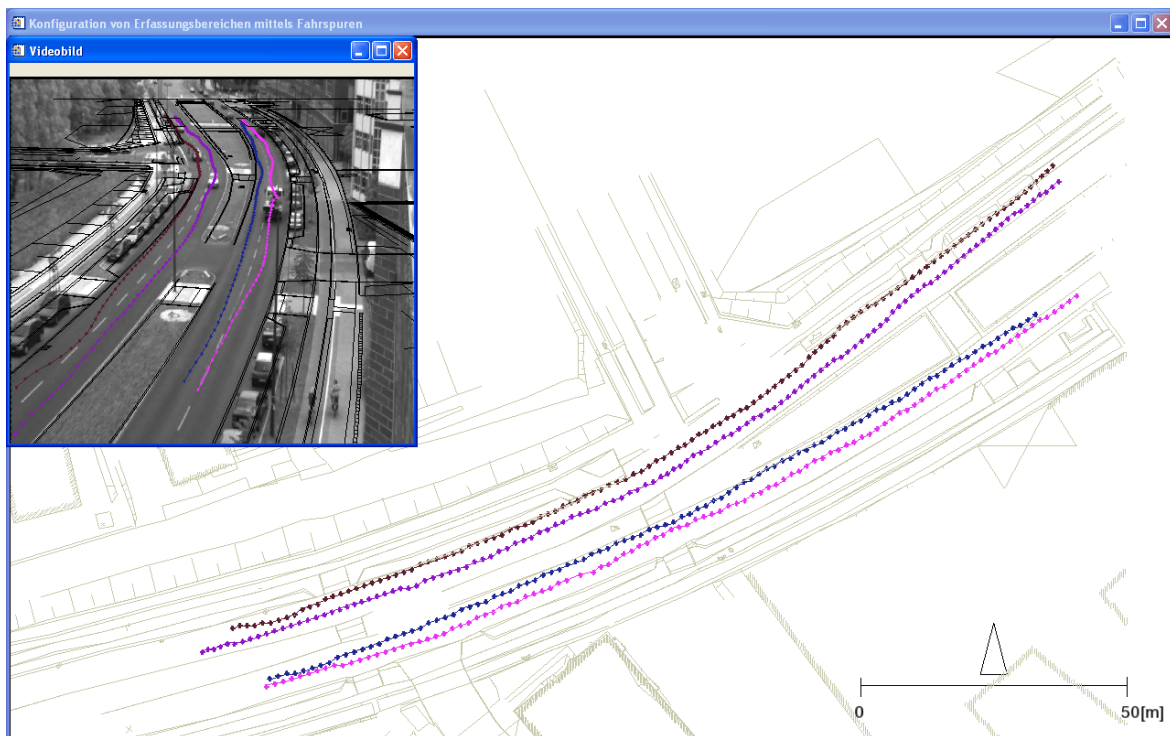 Konfiguration von Erfassungsbereichen mittels Fahrspuren
Videobild
0
50[m]